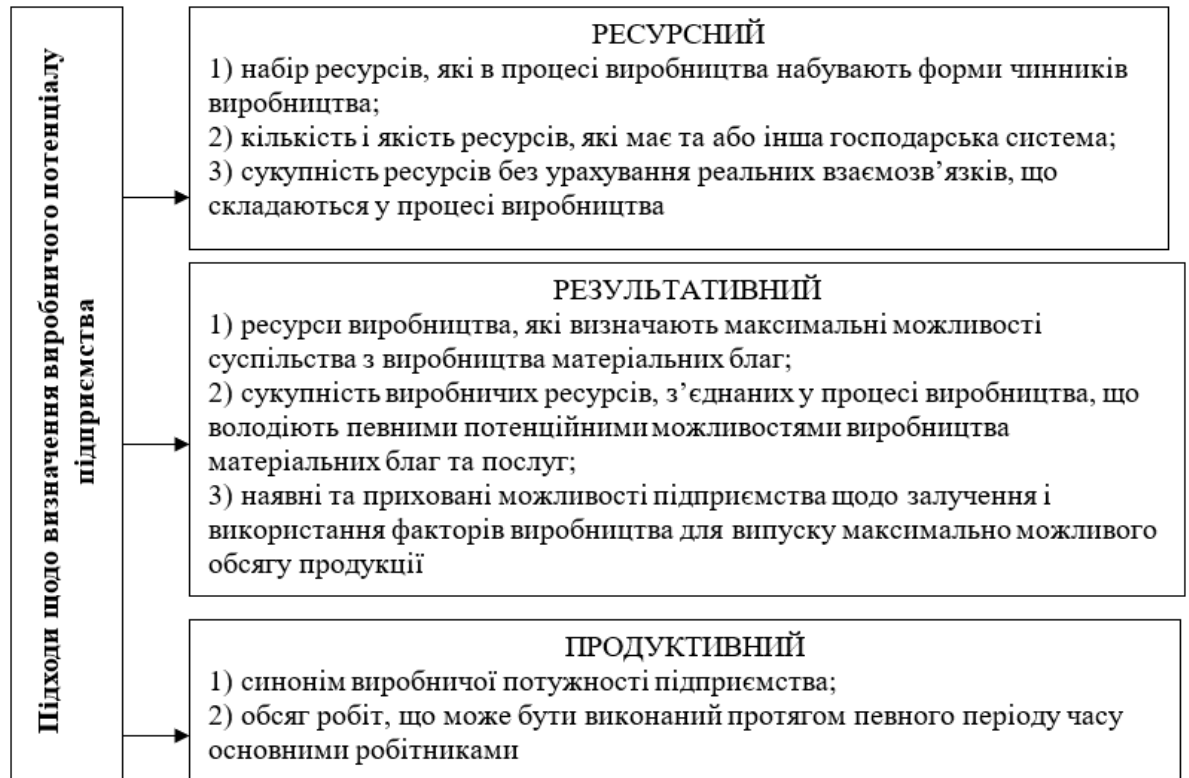 Підходи щодо визначення виробничого потенціалу
підприємства
РЕСУРСНИЙ
1) набір ресурсів, які в процесі виробництва набувають форми чинників
виробництва;
2) кількість і якість ресурсів, які має та або інша господарська система;
3) сукупність ресурсів без урахування реальних взаємозв’язків, що
складаються у процесі виробництва
РЕЗУЛЬТАТИВНИЙ
1) ресурси виробництва, які визначають максимальні можливості
суспільства з виробництва матеріальних благ;
2) сукупність виробничих ресурсів, з’єднаних у процесі виробництва, що
володіють певними потенційними можливостями виробництва
матеріальних благ та послуг;
3) наявні та приховані можливості підприємства щодо залучення і
використання факторів виробництва для випуску максимально можливого
обсягу продукції
ПРОДУКТИВНИЙ
1) синонім виробничої потужності підприємства;
2) обсяг робіт, що може бути виконаний протягом певного періоду часу
основними робітниками